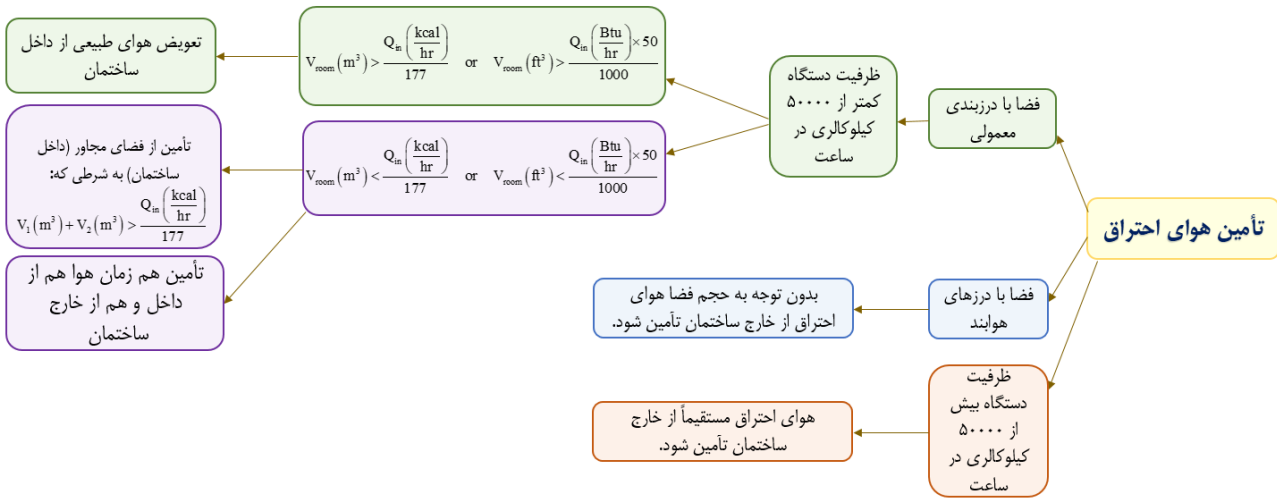 تأمین هوای احتراق
فضا با درزبندی
معمولی
ظرفیت دستگاه
کمتر از ۵۰۰۰۰
کیلوکالری در
ساعت
V_room (m³) > Q_in (kcal/hr) / 177 or V_room (ft³) > Q_in (Btu/hr) × 50 / 1000
تعویض هوای طبیعی از داخل
ساختمان
V_room (m³) < Q_in (kcal/hr) / 177 or V_room (ft³) < Q_in (Btu/hr) × 50 / 1000
تأمین از فضای مجاور (داخل
ساختمان) به شرطی که:
V₁ (m³) + V₂ (m³) > Q_in (kcal/hr) / 177
تأمین هم زمان هوا هم از
داخل و هم از خارج
ساختمان
فضا با درزهای
هوابند
بدون توجه به حجم فضا هوای
احتراق از خارج ساختمان تأمین شود.
ظرفیت
دستگاه بیش
از ۵۰۰۰۰
کیلوکالری در
ساعت
هوای احتراق مستقیماً از خارج
ساختمان تأمین شود.